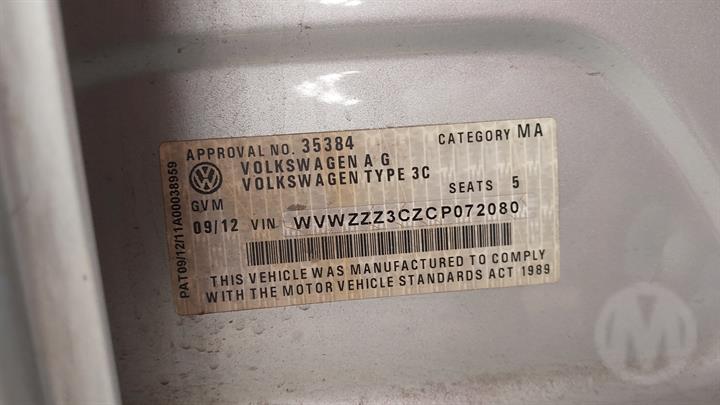 APPROVAL NO. 35384 CATEGORY MA
VOLKSWAGEN A G
VOLKSWAGEN TYPE 3C
GVM SEATS 5
09/12 VIN WVWZZZ3CZCP072080
THIS VEHICLE WAS MANUFACTURED TO COMPLY
WITH THE MOTOR VEHICLE STANDARDS ACT 1989
PAT09/12/11A00038959
M